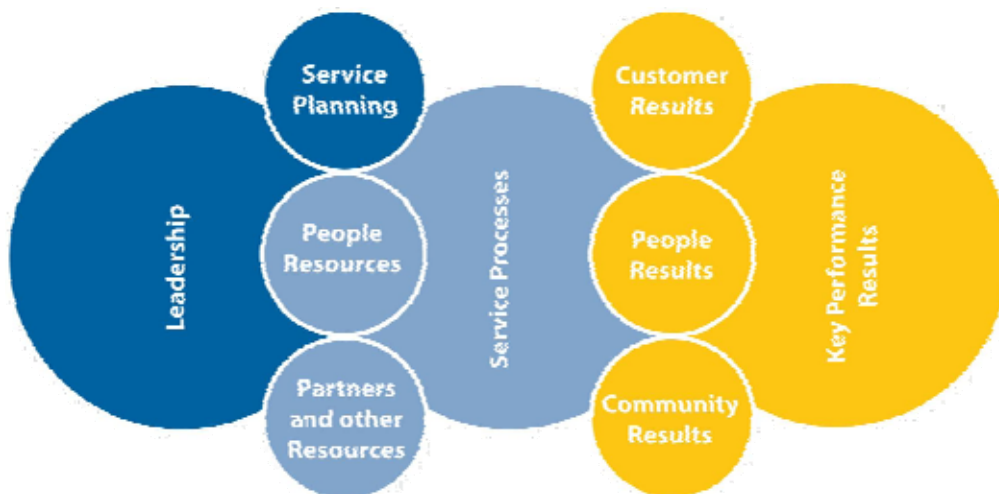 Service
Planning
Customer
Results
Leadership
People
Resources
Service Processes
People
Results
Key Performance
Results
Partners
and other
Resources
Community
Results